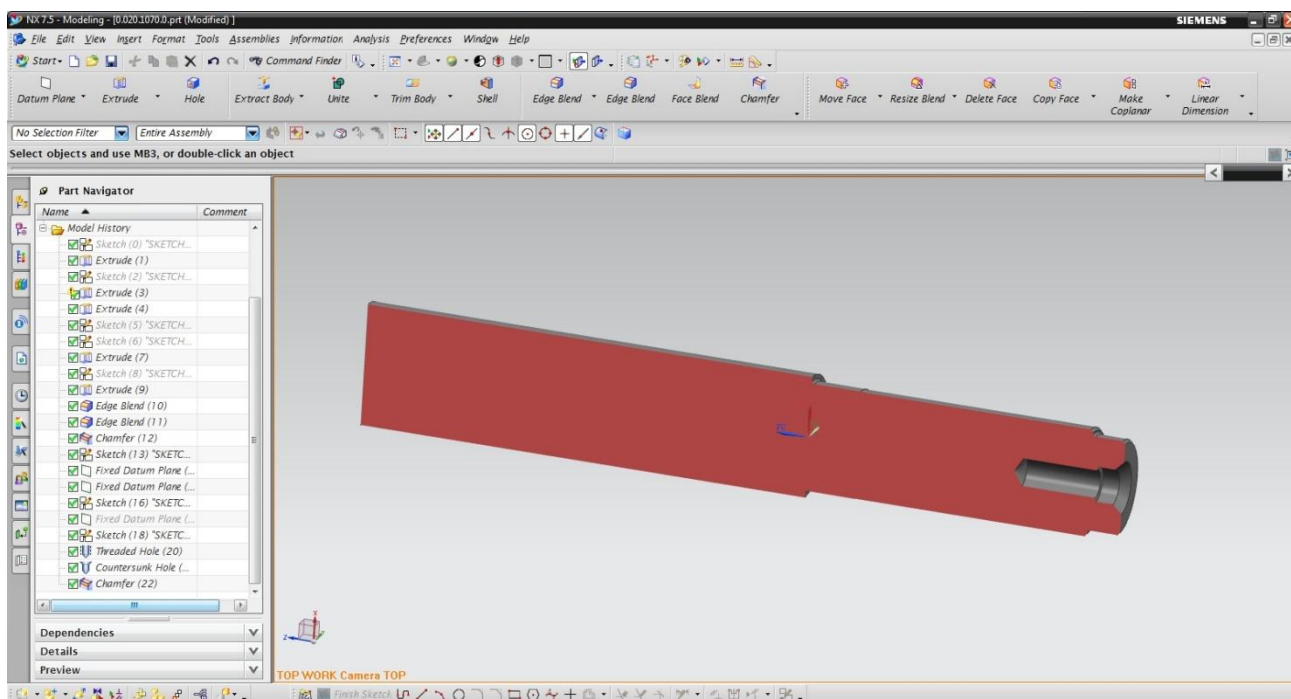 NX 7.5 - Modeling - [0.020.1070.0.prt (Modified) ]
SIEMENS
File Edit View Insert Format Tools Assemblies Information Analysis Preferences Window Help
Start Command Finder
Datum Plane Extrude Hole Extract Body Unite Trim Body Shell Edge Blend Edge Blend Face Blend Chamfer Move Face Resize Blend Delete Face Copy Face Make Coplanar Linear Dimension
No Selection Filter Entire Assembly
Select objects and use MB3, or double-click an object
Part Navigator
Name Comment
Model History
Sketch (0) "SKETCH...
Extrude (1)
Sketch (2) "SKETCH...
Extrude (3)
Extrude (4)
Sketch (5) "SKETCH...
Sketch (6) "SKETCH...
Extrude (7)
Sketch (8) "SKETCH...
Extrude (9)
Edge Blend (10)
Edge Blend (11)
Chamfer (12)
Sketch (13) "SKETC...
Fixed Datum Plane (...
Fixed Datum Plane (...
Sketch (16) "SKETC...
Fixed Datum Plane (...
Sketch (18) "SKETC...
Threaded Hole (20)
Countersunk Hole (...
Chamfer (22)
Dependencies
Details
Preview
X
Z
TOP WORK Camera TOP
Finish Sketch